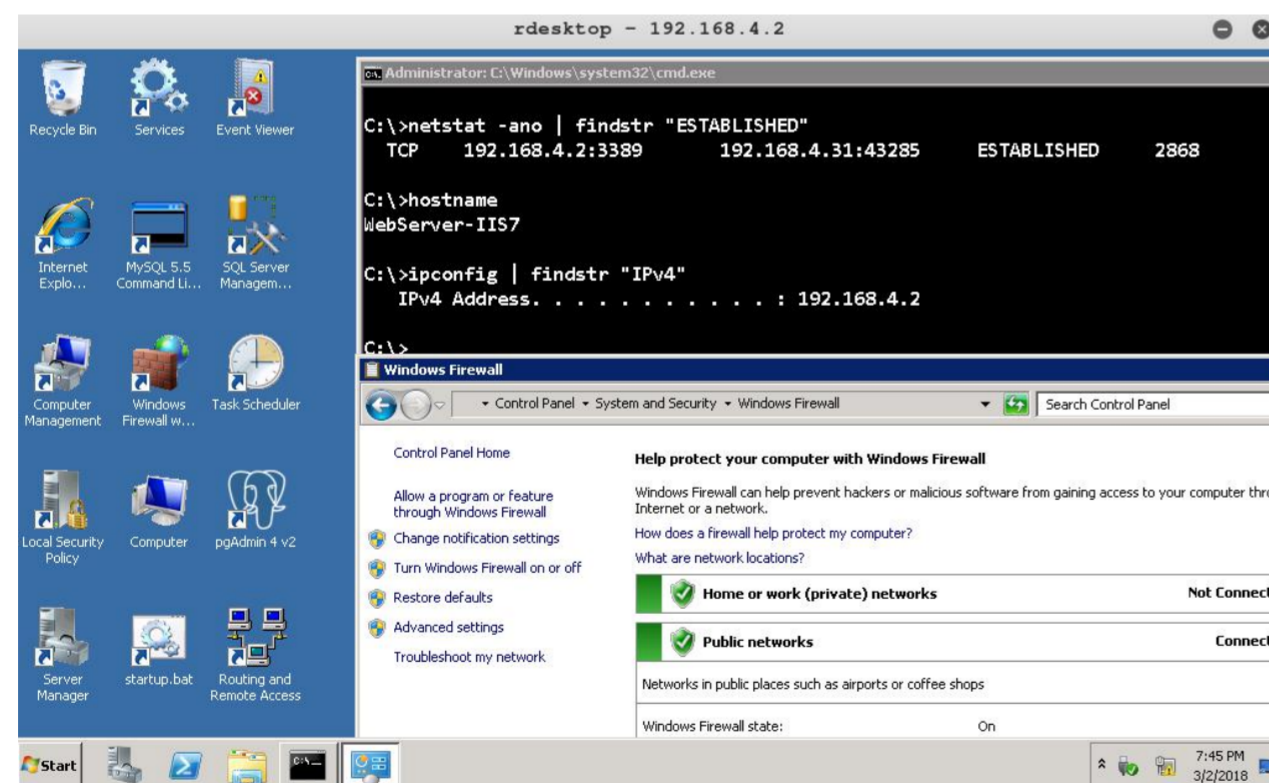 rdesktop - 192.168.4.2
Recycle Bin
Services
Event Viewer
Internet Explo...
MySQL 5.5 Command Li...
SQL Server Managem...
Computer Management
Windows Firewall w...
Task Scheduler
Local Security Policy
Computer
pgAdmin 4 v2
Server Manager
startup.bat
Routing and Remote Access
Administrator: C:\Windows\system32\cmd.exe
C:\>netstat -ano | findstr "ESTABLISHED"
TCP 192.168.4.2:3389 192.168.4.31:43285 ESTABLISHED 2868
C:\>hostname
WebServer-IIS7
C:\>ipconfig | findstr "IPv4"
IPv4 Address. . . . . . . . . . . : 192.168.4.2
C:\>
Windows Firewall
Control Panel
System and Security
Windows Firewall
Search Control Panel
Control Panel Home
Allow a program or feature
through Windows Firewall
Change notification settings
Turn Windows Firewall on or off
Restore defaults
Advanced settings
Troubleshoot my network
Help protect your computer with Windows Firewall
Windows Firewall can help prevent hackers or malicious software from gaining access to your computer thr
Internet or a network.
How does a firewall help protect my computer?
What are network locations?
Home or work (private) networks Not Connect
Public networks Connect
Networks in public places such as airports or coffee shops
Windows Firewall state: On
Start
7:45 PM
3/2/2018